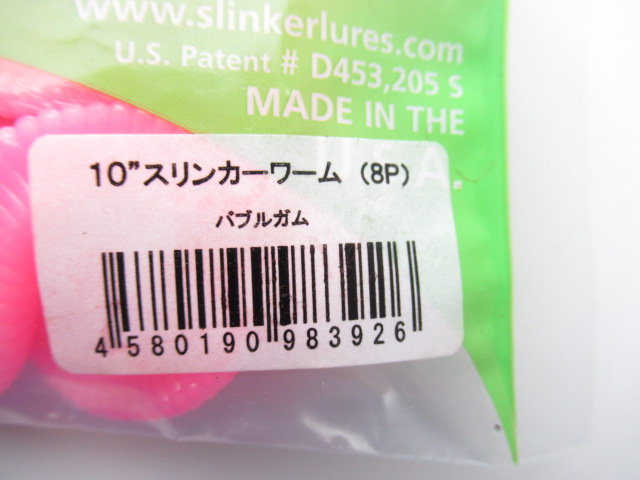 www.slinkerlures.com
U.S. Patent # D453,205 S
MADE IN THE
U.S.A.
10”スリンカーワーム（8P）
バブルガム
4 580190 983926